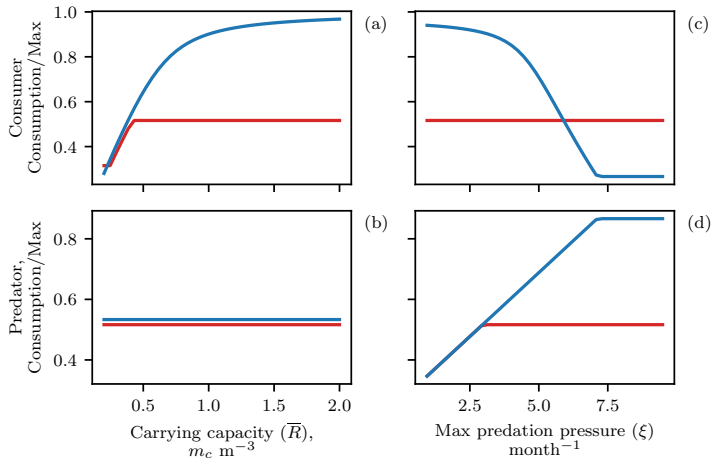 Consumer
Consumption/Max
1.0
0.8
0.6
0.4
(a)
(c)
Predator,
Consumption/Max
0.8
0.6
0.4
(b)
(d)
0.5
1.0
1.5
2.0
2.5
5.0
7.5
Carrying capacity (R̅),
m_c m⁻³
Max predation pressure (ξ)
month⁻¹